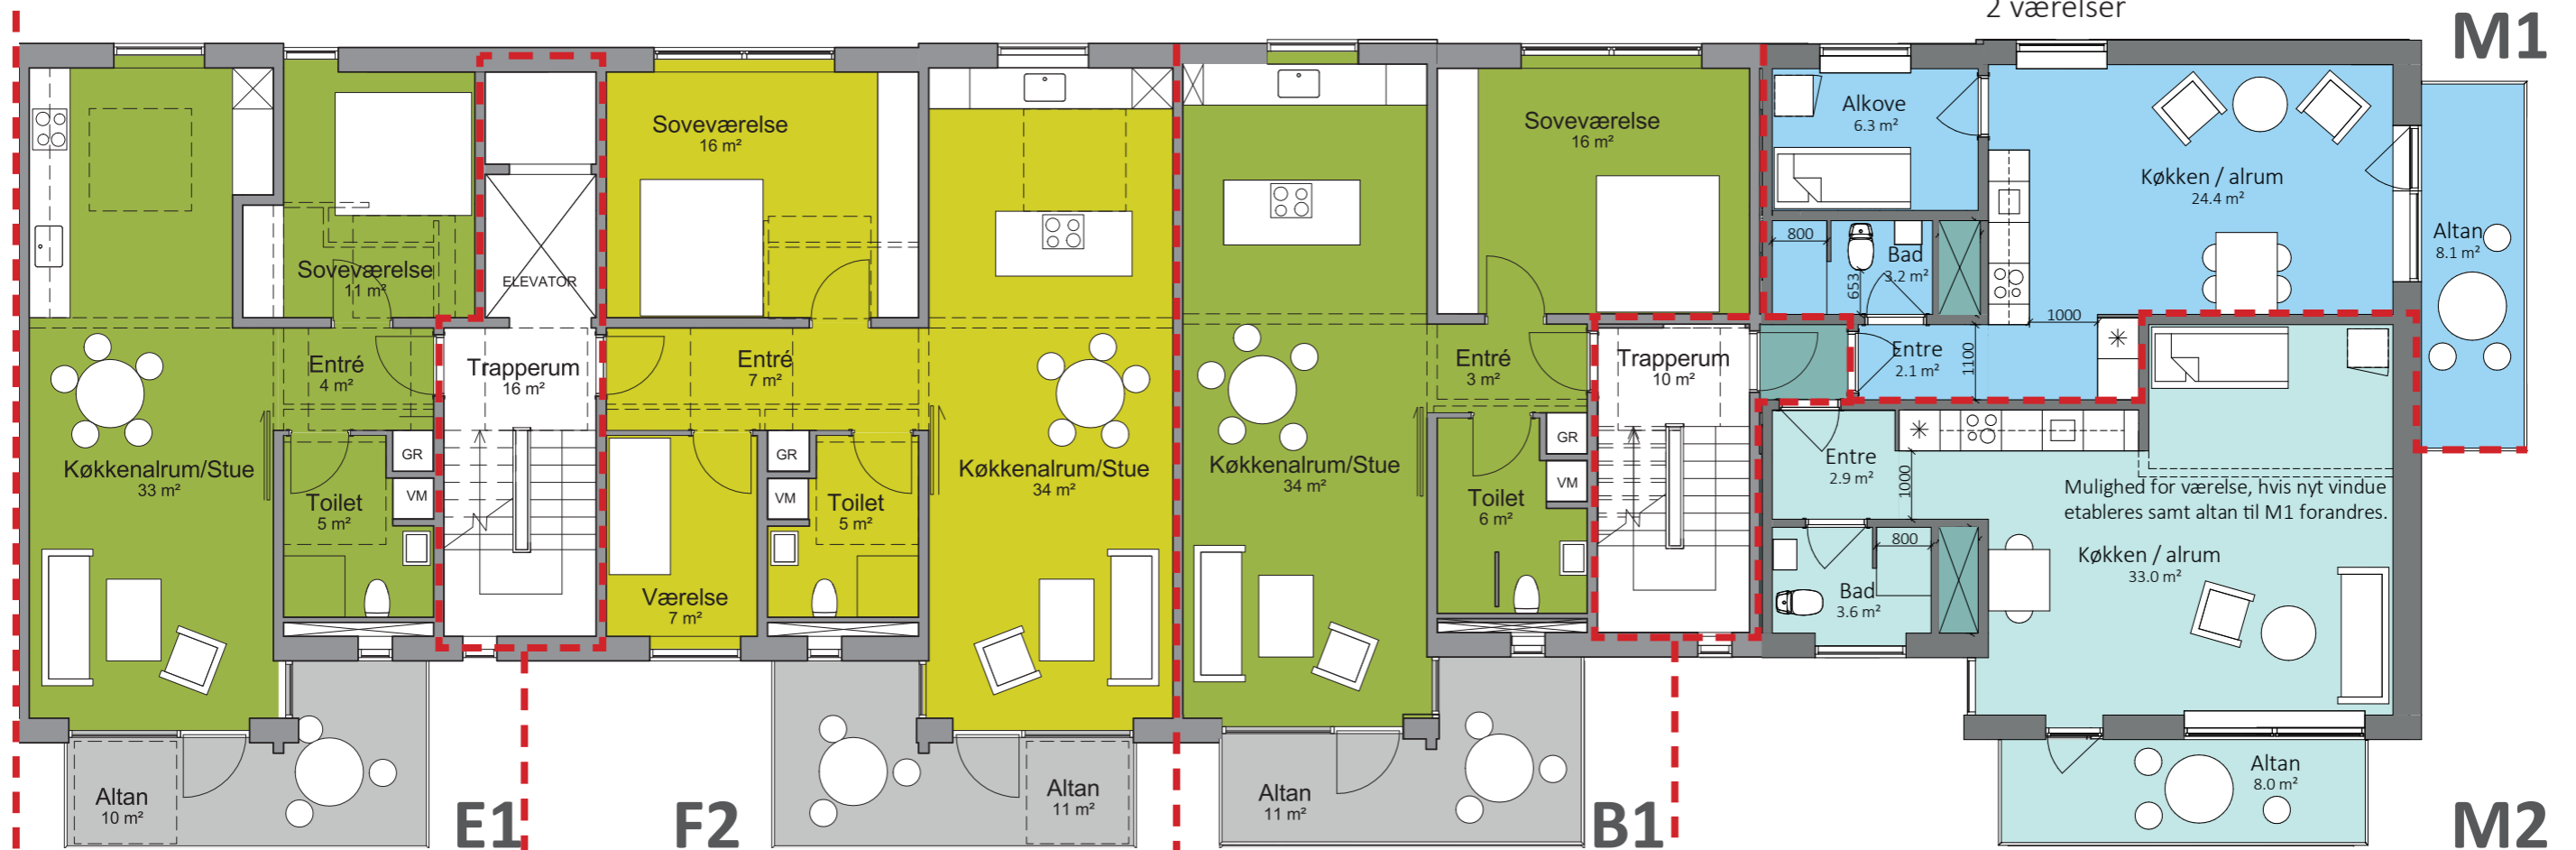 2 værelser
M1
Soveværelse
11 m²
ELEVATOR
Entré
4 m²
Trapperum
16 m²
Køkkenalrum/Stue
33 m²
GR
VM
Toilet
5 m²
Altan
10 m²
E1
Soveværelse
16 m²
Entré
7 m²
GR
VM
Toilet
5 m²
Værelse
7 m²
Køkkenalrum/Stue
34 m²
Altan
11 m²
F2
Soveværelse
16 m²
Entré
3 m²
Trapperum
10 m²
Køkkenalrum/Stue
34 m²
GR
VM
Toilet
6 m²
Altan
11 m²
B1
Alkove
6.3 m²
Køkken / alrum
24.4 m²
Altan
8.1 m²
800
653
Bad
3.2 m²
1000
Entre
2.1 m²
1100
Entre
2.9 m²
1000
Mulighed for værelse, hvis nyt vindue
etableres samt altan til M1 forandres.
800
Køkken / alrum
33.0 m²
Bad
3.6 m²
Altan
8.0 m²
M2